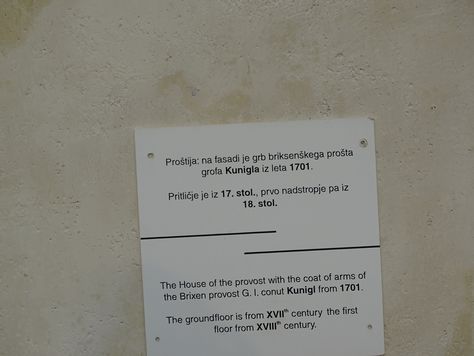 Proštija: na fasadi je grb briksenškega prošta
grofa Kunigla iz leta 1701.
Pritličje je iz 17. stol., prvo nadstropje pa iz
18. stol.
The House of the provost with the coat of arms of
the Brixen provost G. I. conut Kunigl from 1701.
The groundfloor is from XVIIth century the first
floor from XVIIIth century.